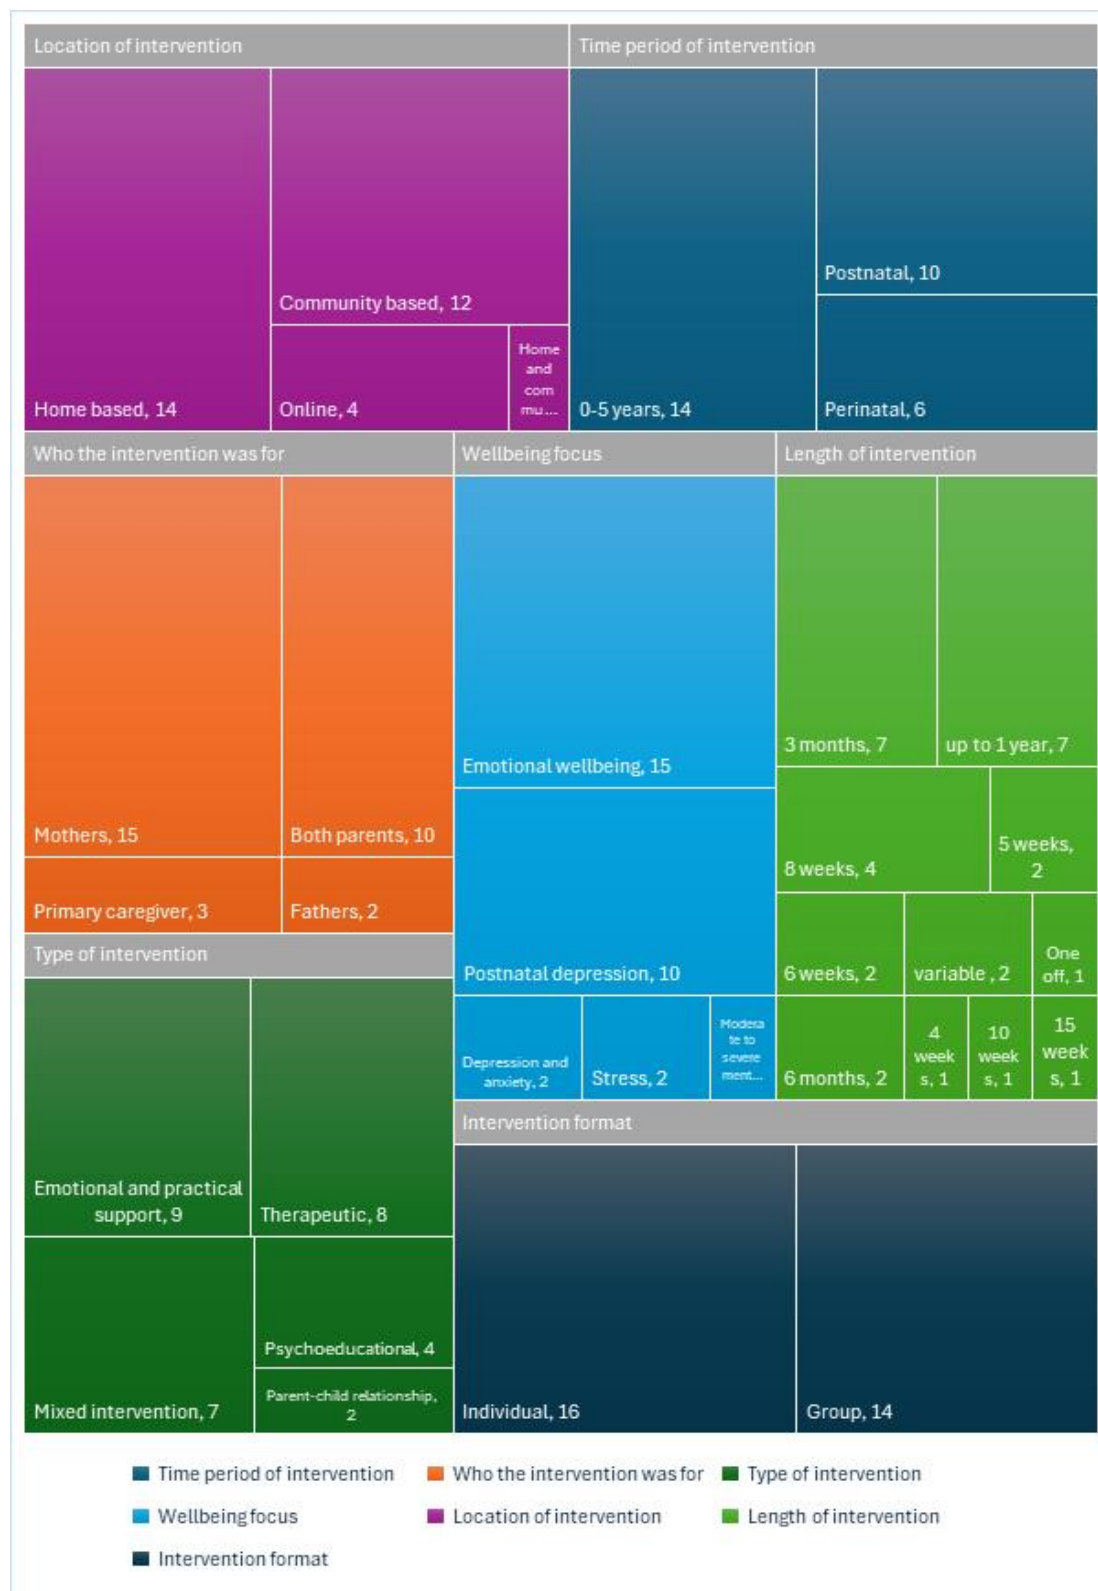 Location of intervention
Time period of intervention
Home based, 14
Community based, 12
Online, 4
Home
and
com
mu...
0-5 years, 14
Postnatal, 10
Perinatal, 6
Who the intervention was for
Wellbeing focus
Length of intervention
Mothers, 15
Both parents, 10
Primary caregiver, 3
Fathers, 2
Emotional wellbeing, 15
Postnatal depression, 10
Depression and
anxiety, 2
Stress, 2
Modera
te to
severe
ment...
3 months, 7
up to 1 year, 7
8 weeks, 4
5 weeks,
2
6 weeks, 2
variable , 2
One
off, 1
6 months, 2
4
week
s, 1
10
week
s, 1
15
week
s, 1
Type of intervention
Emotional and practical
support, 9
Therapeutic, 8
Mixed intervention, 7
Psychoeducational, 4
Parent-child relationship,
2
Intervention format
Individual, 16
Group, 14
Time period of intervention
Who the intervention was for
Type of intervention
Wellbeing focus
Location of intervention
Length of intervention
Intervention format